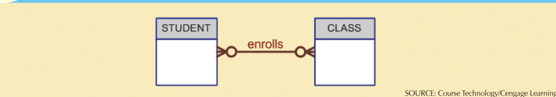 STUDENT
enrolls
CLASS
SOURCE: Course Technology/Cengage Learning